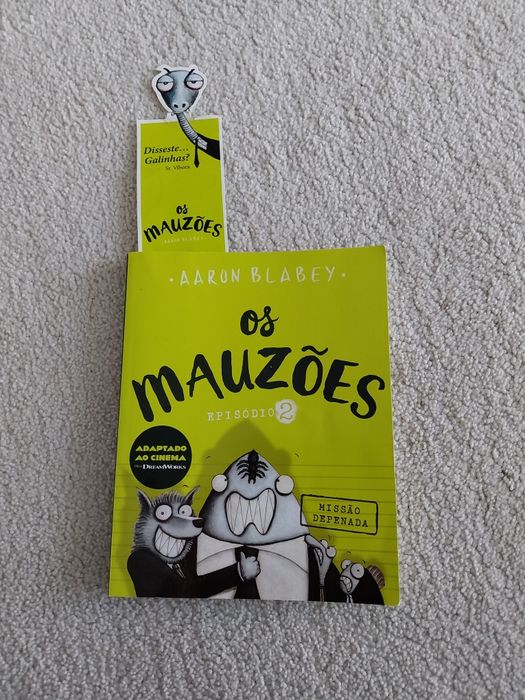 Disseste...
Galinhas?
Sr. Víbora
OS
MAUZÕES
AARON BLABEY
• AARON BLABEY •
OS
MAUZÕES
EPISÓDIO 2
ADAPTADO
AO CINEMA
PELA DREAMWORKS
MISSÃO
DEPENADA